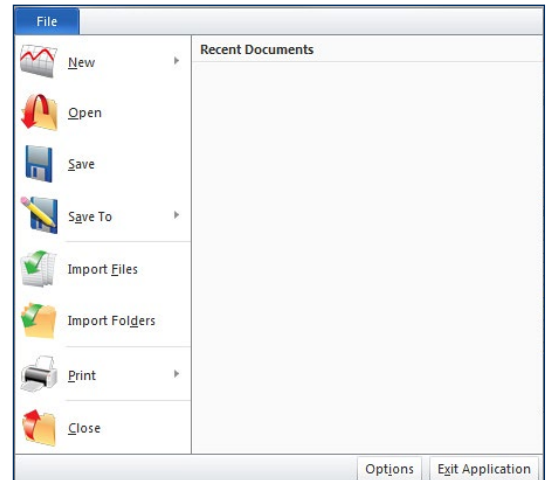 File
New
Open
Save
Save To
Import Files
Import Folders
Print
Close
Recent Documents
Options
Exit Application